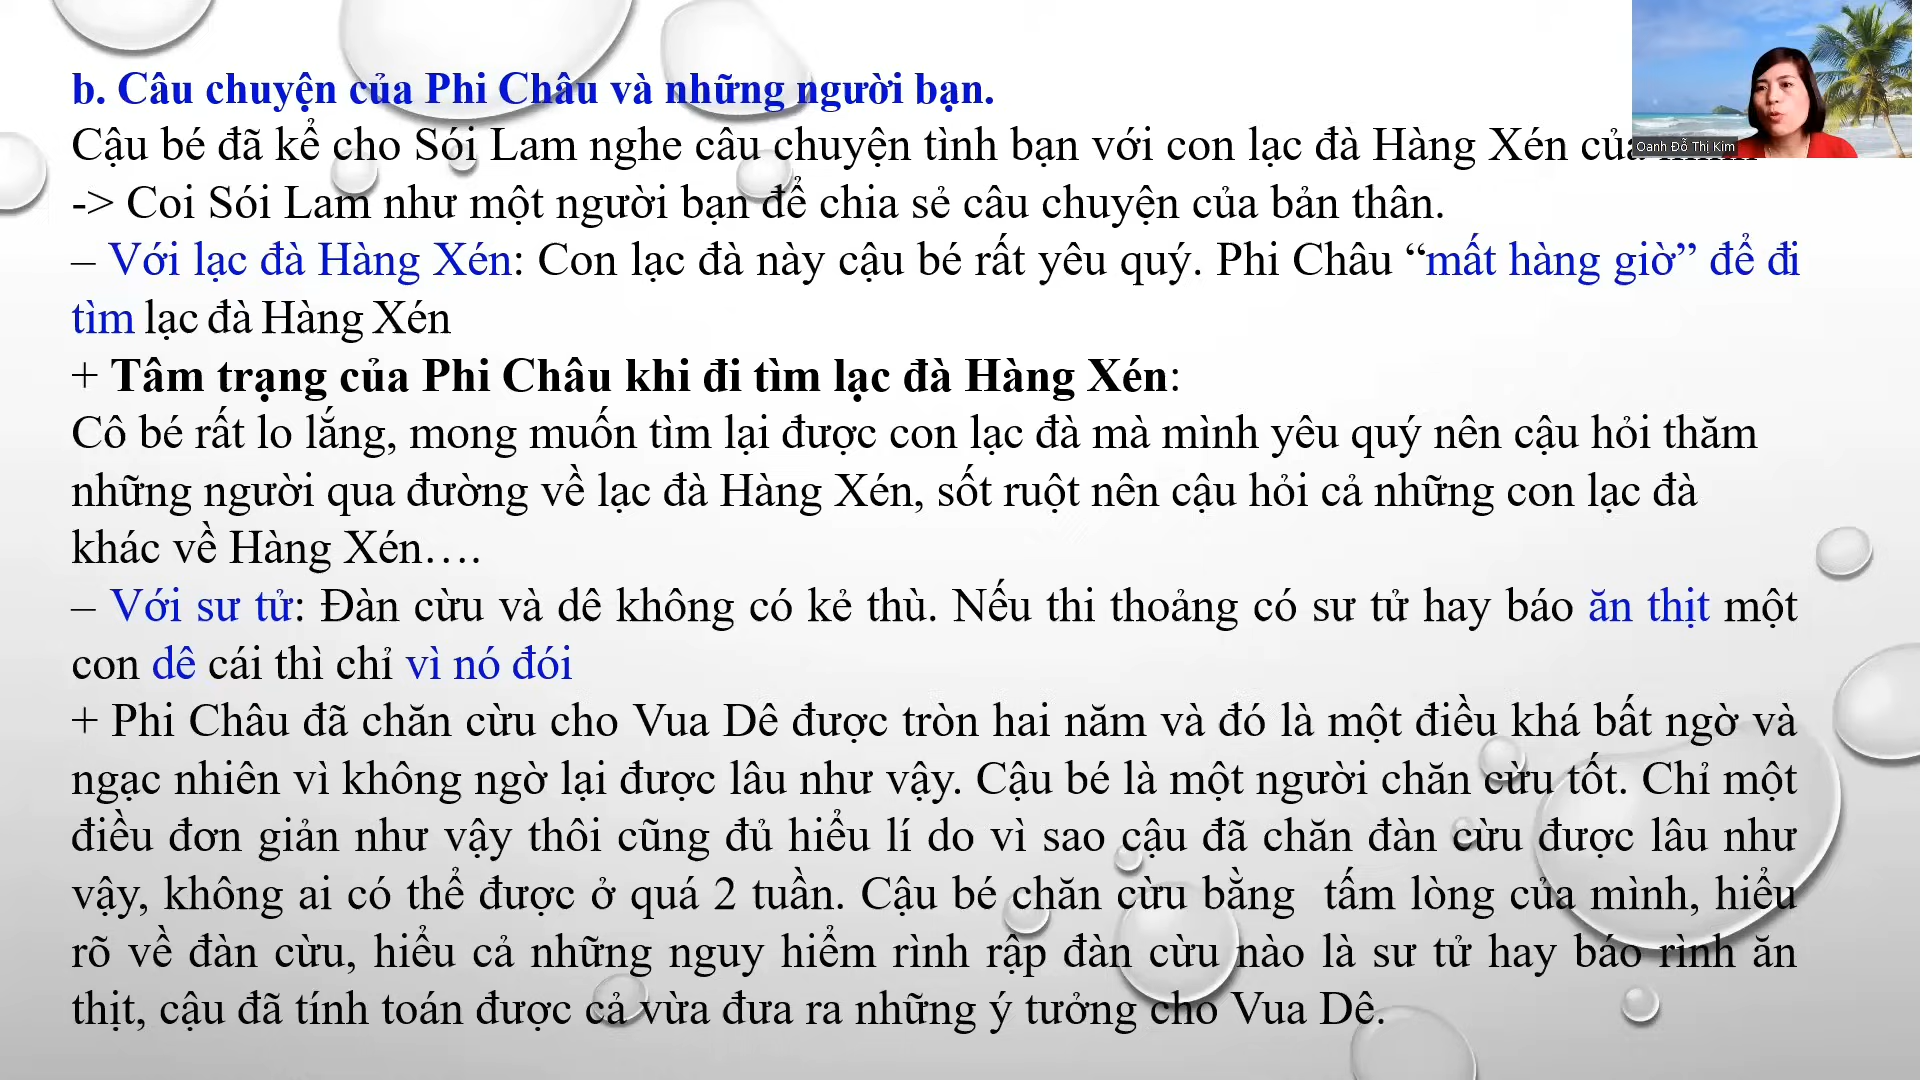 b. Câu chuyện của Phi Châu và những người bạn.
Cậu bé đã kể cho Sói Lam nghe câu chuyện tình bạn với con lạc đà Hàng Xén của
Oanh Đỗ Thị Kim
-> Coi Sói Lam như một người bạn để chia sẻ câu chuyện của bản thân.
– Với lạc đà Hàng Xén: Con lạc đà này cậu bé rất yêu quý. Phi Châu “mất hàng giờ” để đi
tìm lạc đà Hàng Xén
+ Tâm trạng của Phi Châu khi đi tìm lạc đà Hàng Xén:
Cô bé rất lo lắng, mong muốn tìm lại được con lạc đà mà mình yêu quý nên cậu hỏi thăm
những người qua đường về lạc đà Hàng Xén, sốt ruột nên cậu hỏi cả những con lạc đà
khác về Hàng Xén….
– Với sư tử: Đàn cừu và dê không có kẻ thù. Nếu thi thoảng có sư tử hay báo ăn thịt một
con dê cái thì chỉ vì nó đói
+ Phi Châu đã chăn cừu cho Vua Dê được tròn hai năm và đó là một điều khá bất ngờ và
ngạc nhiên vì không ngờ lại được lâu như vậy. Cậu bé là một người chăn cừu tốt. Chỉ một
điều đơn giản như vậy thôi cũng đủ hiểu lí do vì sao cậu đã chăn đàn cừu được lâu như
vậy, không ai có thể được ở quá 2 tuần. Cậu bé chăn cừu bằng tấm lòng của mình, hiểu
rõ về đàn cừu, hiểu cả những nguy hiểm rình rập đàn cừu nào là sư tử hay báo rình ăn
thịt, cậu đã tính toán được cả vừa đưa ra những ý tưởng cho Vua Dê.